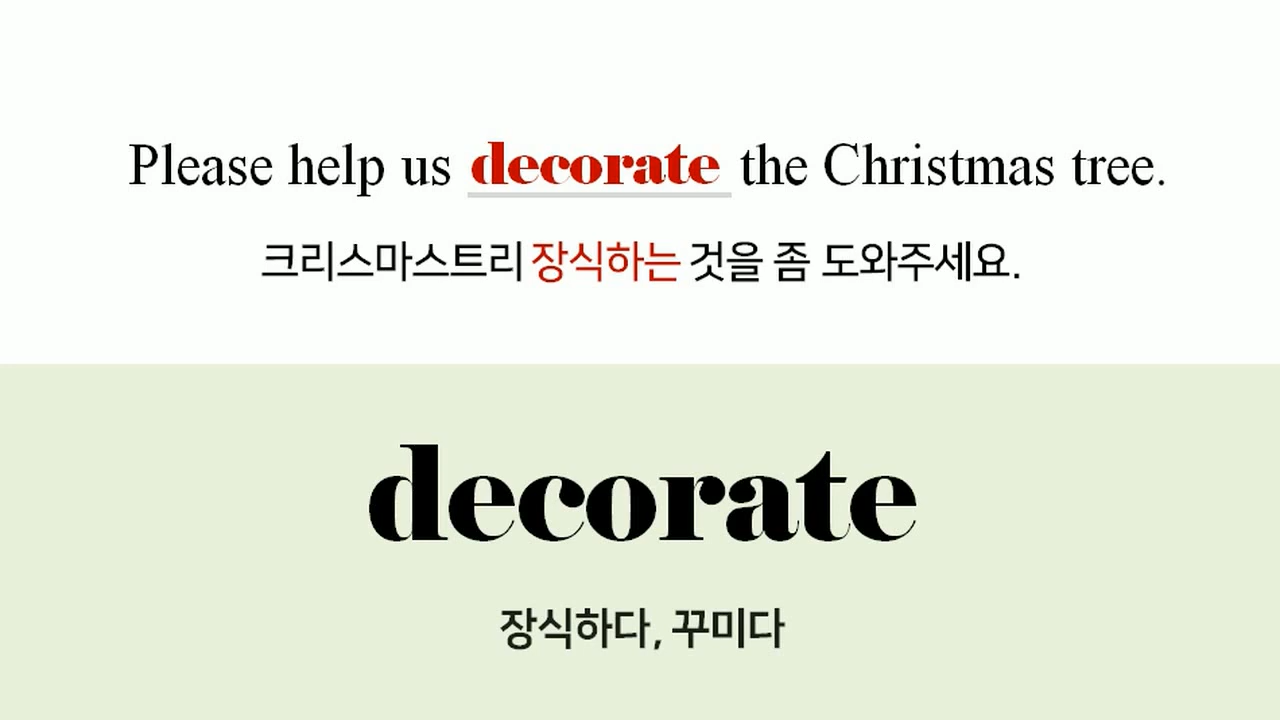 Please help us decorate the Christmas tree.
크리스마스트리 장식하는 것을 좀 도와주세요.
decorate
장식하다, 꾸미다